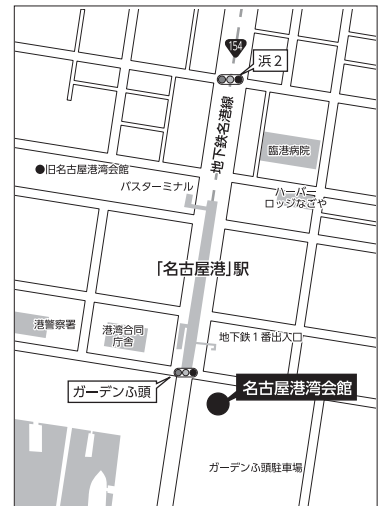 154
浜2
地下鉄名港線
臨港病院
●旧名古屋港湾会館
バスターミナル
ハーバー
ロッジなごや
「名古屋港」駅
港警察署
港湾合同
庁舎
地下鉄1番出入口
ガーデンふ頭
名古屋港湾会館
ガーデンふ頭駐車場